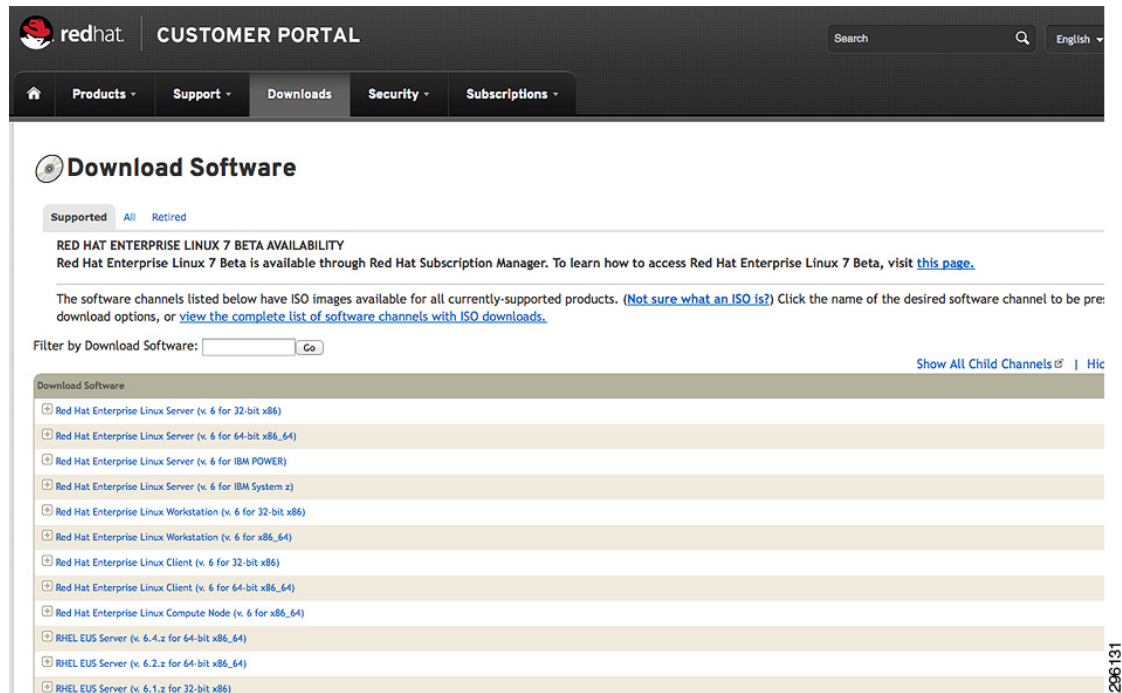 redhat. CUSTOMER PORTAL
Search
English
Products
Support
Downloads
Security
Subscriptions
Download Software
Supported All Retired
RED HAT ENTERPRISE LINUX 7 BETA AVAILABILITY
Red Hat Enterprise Linux 7 Beta is available through Red Hat Subscription Manager. To learn how to access Red Hat Enterprise Linux 7 Beta, visit this page.
The software channels listed below have ISO images available for all currently-supported products. (Not sure what an ISO is?) Click the name of the desired software channel to be pre
download options, or view the complete list of software channels with ISO downloads.
Filter by Download Software: Go
Show All Child Channels | Hid
Download Software
Red Hat Enterprise Linux Server (v. 6 for 32-bit x86)
Red Hat Enterprise Linux Server (v. 6 for 64-bit x86_64)
Red Hat Enterprise Linux Server (v. 6 for IBM POWER)
Red Hat Enterprise Linux Server (v. 6 for IBM System z)
Red Hat Enterprise Linux Workstation (v. 6 for 32-bit x86)
Red Hat Enterprise Linux Workstation (v. 6 for x86_64)
Red Hat Enterprise Linux Client (v. 6 for 32-bit x86)
Red Hat Enterprise Linux Client (v. 6 for 64-bit x86_64)
Red Hat Enterprise Linux Compute Node (v. 6 for x86_64)
RHEL EUS Server (v. 6.4.z for 64-bit x86_64)
RHEL EUS Server (v. 6.2.z for 64-bit x86_64)
RHEL EUS Server (v. 6.1.z for 32-bit x86)
296131